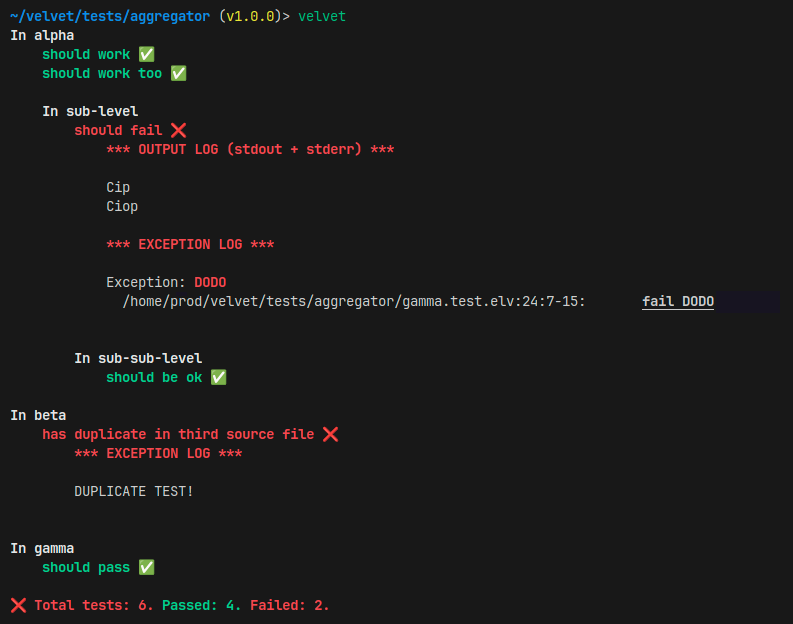 ~/velvet/tests/aggregator (v1.0.0)> velvet
In alpha
should work ✅
should work too ✅
In sub-level
should fail ❌
*** OUTPUT LOG (stdout + stderr) ***
Cip
Ciop
*** EXCEPTION LOG ***
Exception: DODO
/home/prod/velvet/tests/aggregator/gamma.test.elv:24:7-15: fail DODO
In sub-sub-level
should be ok ✅
In beta
has duplicate in third source file ❌
*** EXCEPTION LOG ***
DUPLICATE TEST!
In gamma
should pass ✅
❌ Total tests: 6. Passed: 4. Failed: 2.